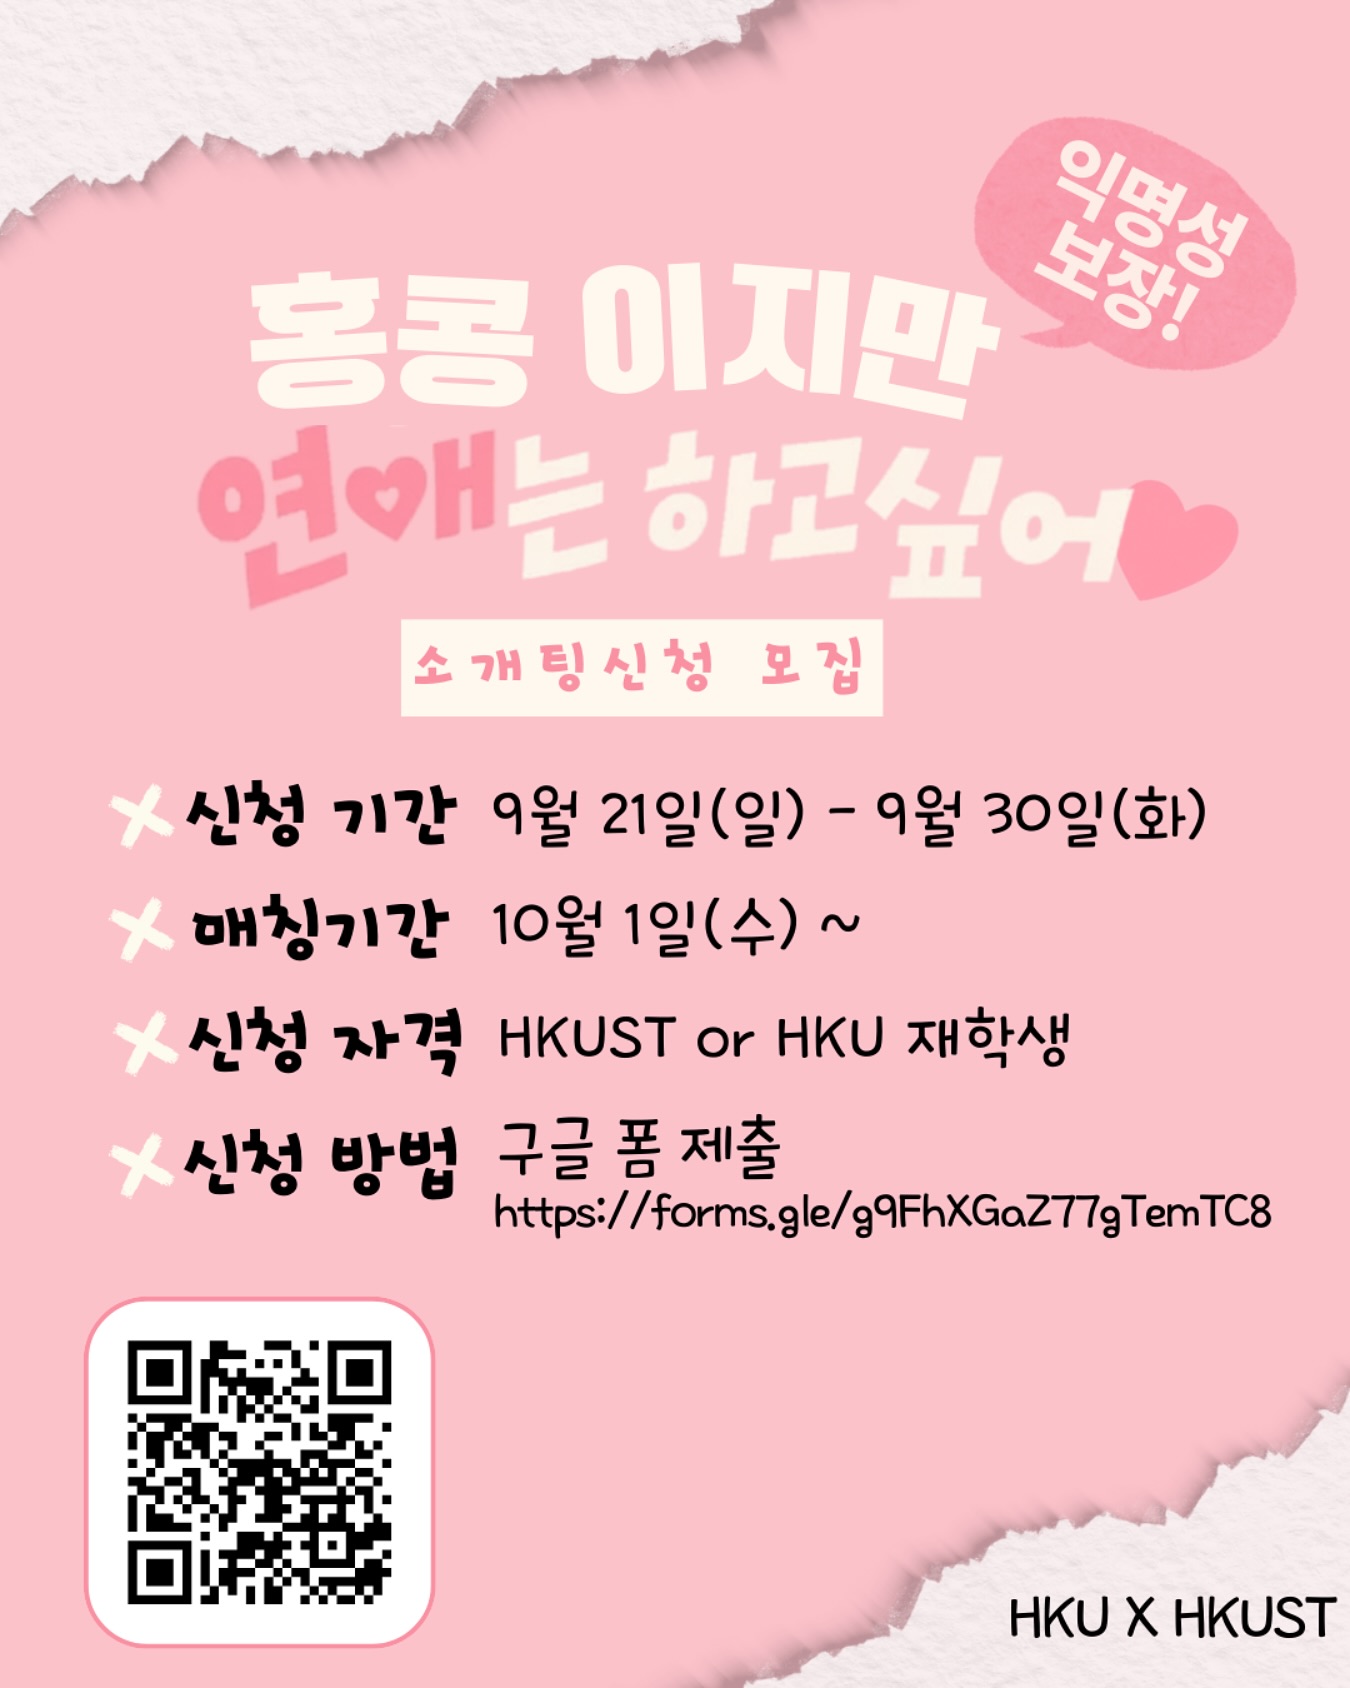 익명성
보장!
홍콩 이지만
연애는 하고싶어
소개팅신청 모집
신청 기간 9월 21일(일) - 9월 30일(화)
매칭기간 10월 1일(수) ~
신청 자격 HKUST or HKU 재학생
신청 방법 구글 폼 제출
https://forms.gle/g9FhXGaZ77gTemTC8
HKU X HKUST